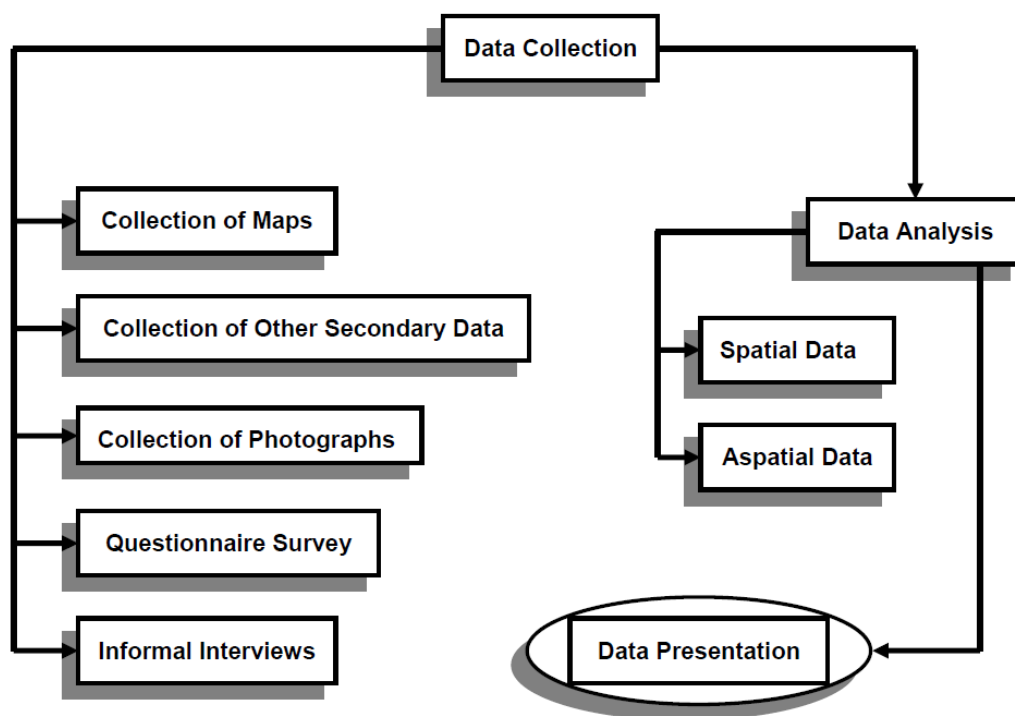 Data Collection
Collection of Maps
Collection of Other Secondary Data
Collection of Photographs
Questionnaire Survey
Informal Interviews
Data Analysis
Spatial Data
Aspatial Data
Data Presentation